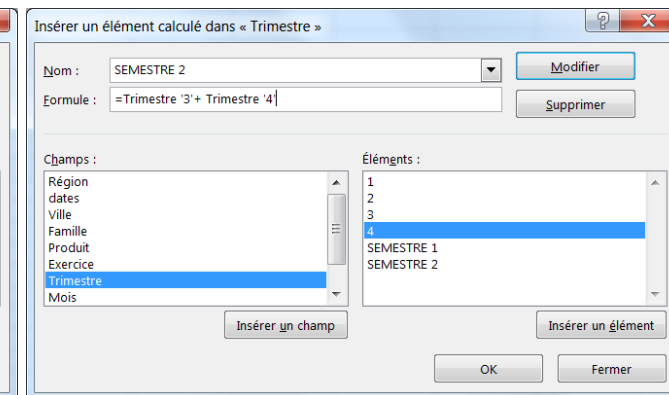 Insérer un élément calculé dans « Trimestre »
Nom : SEMESTRE 2
Modifier
Formule : =Trimestre '3'+ Trimestre '4'
Supprimer
Champs :
Région
dates
Ville
Famille
Produit
Exercice
Trimestre
Mois
Insérer un champ
Éléments :
1
2
3
4
SEMESTRE 1
SEMESTRE 2
Insérer un élément
OK
Fermer